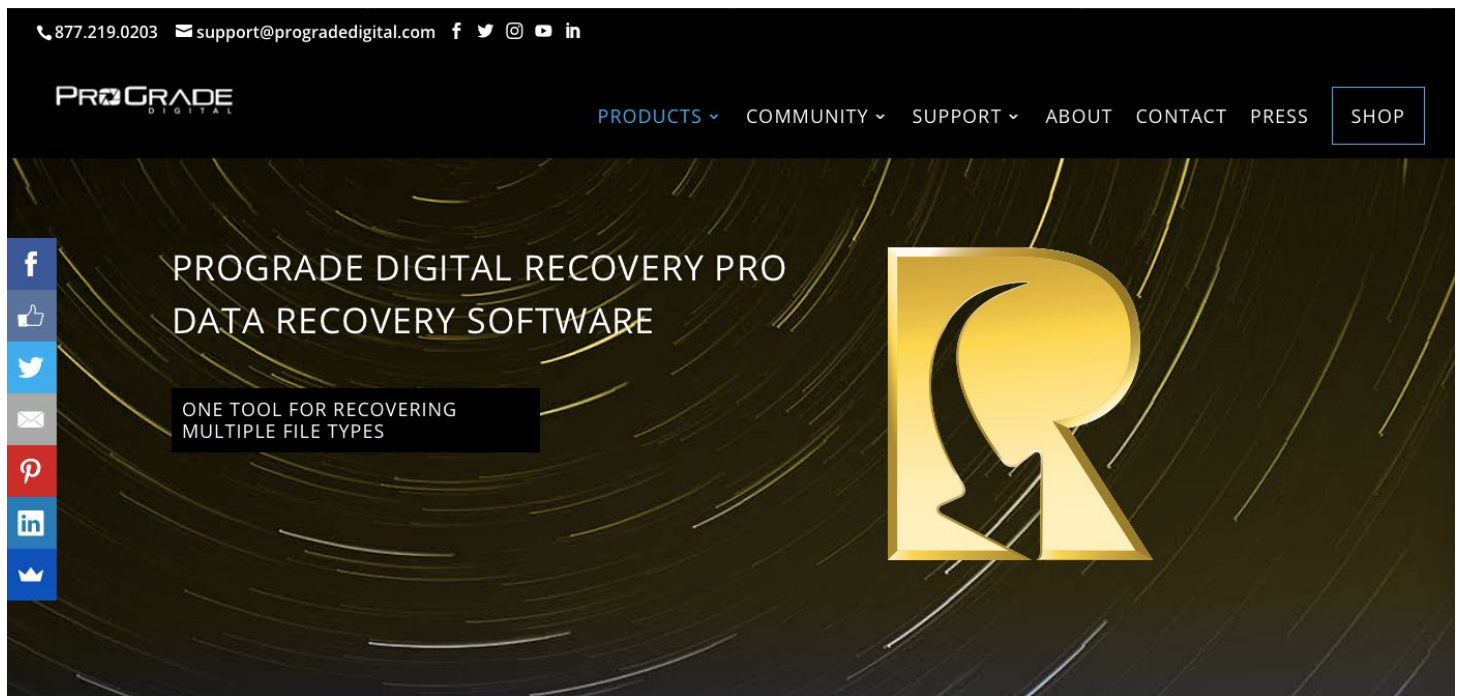 877.219.0203 support@progradedigital.com
PROGRADE
DIGITAL
PRODUCTS COMMUNITY SUPPORT ABOUT CONTACT PRESS SHOP
PROGRADE DIGITAL RECOVERY PRO
DATA RECOVERY SOFTWARE
ONE TOOL FOR RECOVERING
MULTIPLE FILE TYPES
R